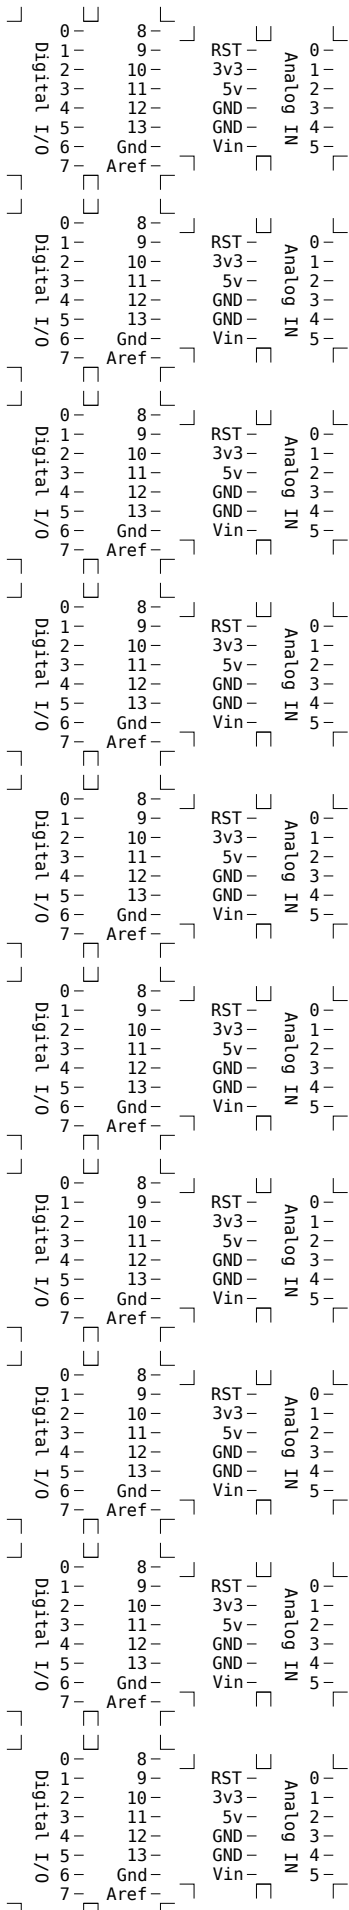 Digital I/O Analog IN
0 8
1 9 RST 0
2 10 3v3 1
3 11 5v 2
4 12 GND 3
5 13 GND 4
6 Gnd Vin 5
7 Aref
Digital I/O Analog IN
0 8
1 9 RST 0
2 10 3v3 1
3 11 5v 2
4 12 GND 3
5 13 GND 4
6 Gnd Vin 5
7 Aref
Digital I/O Analog IN
0 8
1 9 RST 0
2 10 3v3 1
3 11 5v 2
4 12 GND 3
5 13 GND 4
6 Gnd Vin 5
7 Aref
Digital I/O Analog IN
0 8
1 9 RST 0
2 10 3v3 1
3 11 5v 2
4 12 GND 3
5 13 GND 4
6 Gnd Vin 5
7 Aref
Digital I/O Analog IN
0 8
1 9 RST 0
2 10 3v3 1
3 11 5v 2
4 12 GND 3
5 13 GND 4
6 Gnd Vin 5
7 Aref
Digital I/O Analog IN
0 8
1 9 RST 0
2 10 3v3 1
3 11 5v 2
4 12 GND 3
5 13 GND 4
6 Gnd Vin 5
7 Aref
Digital I/O Analog IN
0 8
1 9 RST 0
2 10 3v3 1
3 11 5v 2
4 12 GND 3
5 13 GND 4
6 Gnd Vin 5
7 Aref
Digital I/O Analog IN
0 8
1 9 RST 0
2 10 3v3 1
3 11 5v 2
4 12 GND 3
5 13 GND 4
6 Gnd Vin 5
7 Aref
Digital I/O Analog IN
0 8
1 9 RST 0
2 10 3v3 1
3 11 5v 2
4 12 GND 3
5 13 GND 4
6 Gnd Vin 5
7 Aref
Digital I/O Analog IN
0 8
1 9 RST 0
2 10 3v3 1
3 11 5v 2
4 12 GND 3
5 13 GND 4
6 Gnd Vin 5
7 Aref